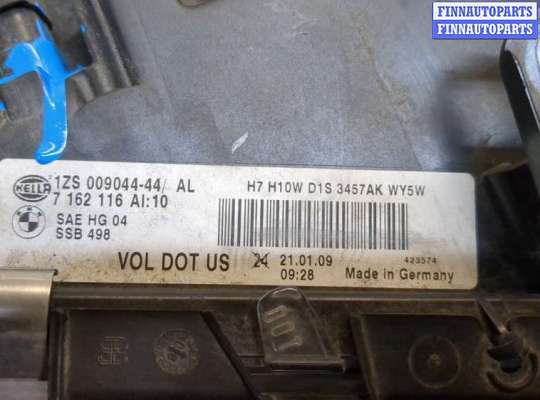 FINNAUTOPARTS
FINNAUTOPARTS
HELLA
1ZS 009044-44/ AL
7 162 116 AI:10
H7 H10W D1S 3457AK WY5W
SAE HG 04
SSB 498
VOL DOT US 24 21.01.09
09:28
423574
Made in Germany